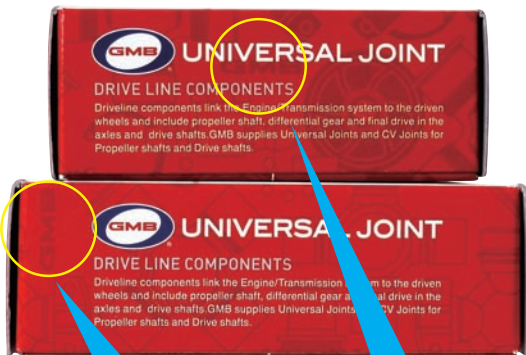 GMB
UNIVERSAL JOINT
DRIVE LINE COMPONENTS
Driveline components link the Engine/Transmission system to the driven
wheels and include propeller shaft, differential gear and final drive in the
axles and drive shafts.GMB supplies Universal Joints and CV Joints for
Propeller shafts and Drive shafts.
GMB
UNIVERSAL JOINT
DRIVE LINE COMPONENTS
Driveline components link the Engine/Transmission to the driven
wheels and include propeller shaft, differential gear drive in the
axles and drive shafts.GMB supplies Universal Joints CV Joints for
Propeller shafts and Drive shafts.
GMB